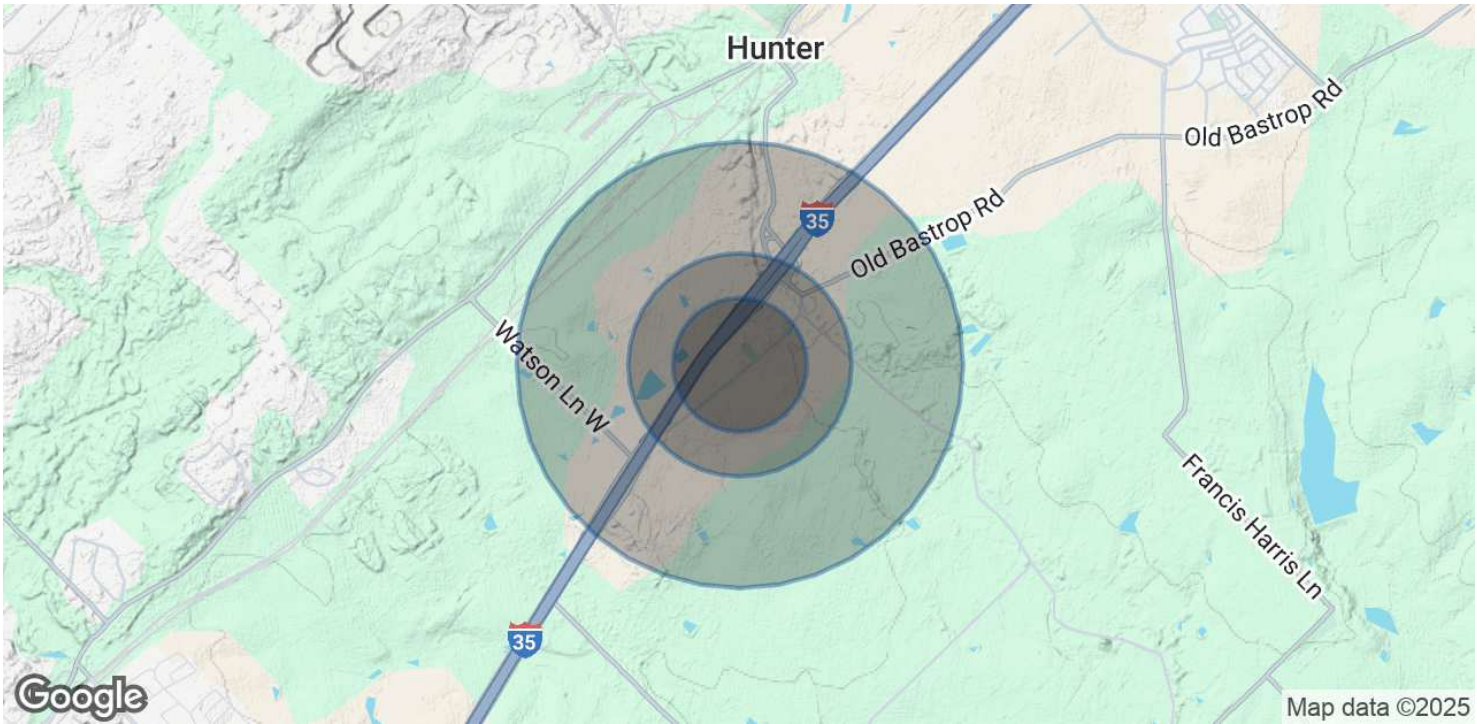 Hunter
Old Bastrop Rd
35
Old Bastrop Rd
Watson Ln W
Francis Harris Ln
35
Google
Map data ©2025